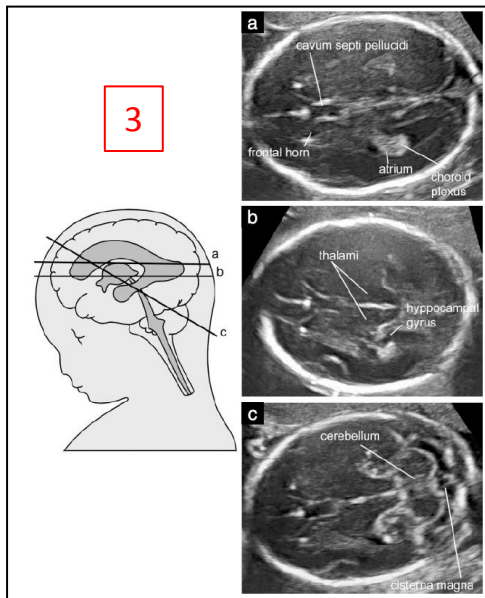 3
a
b
c
a
cavum septi pellucidi
frontal horn
atrium
choroid
plexus
b
thalami
hyppocampal
gyrus
c
cerebellum
cisterna magna